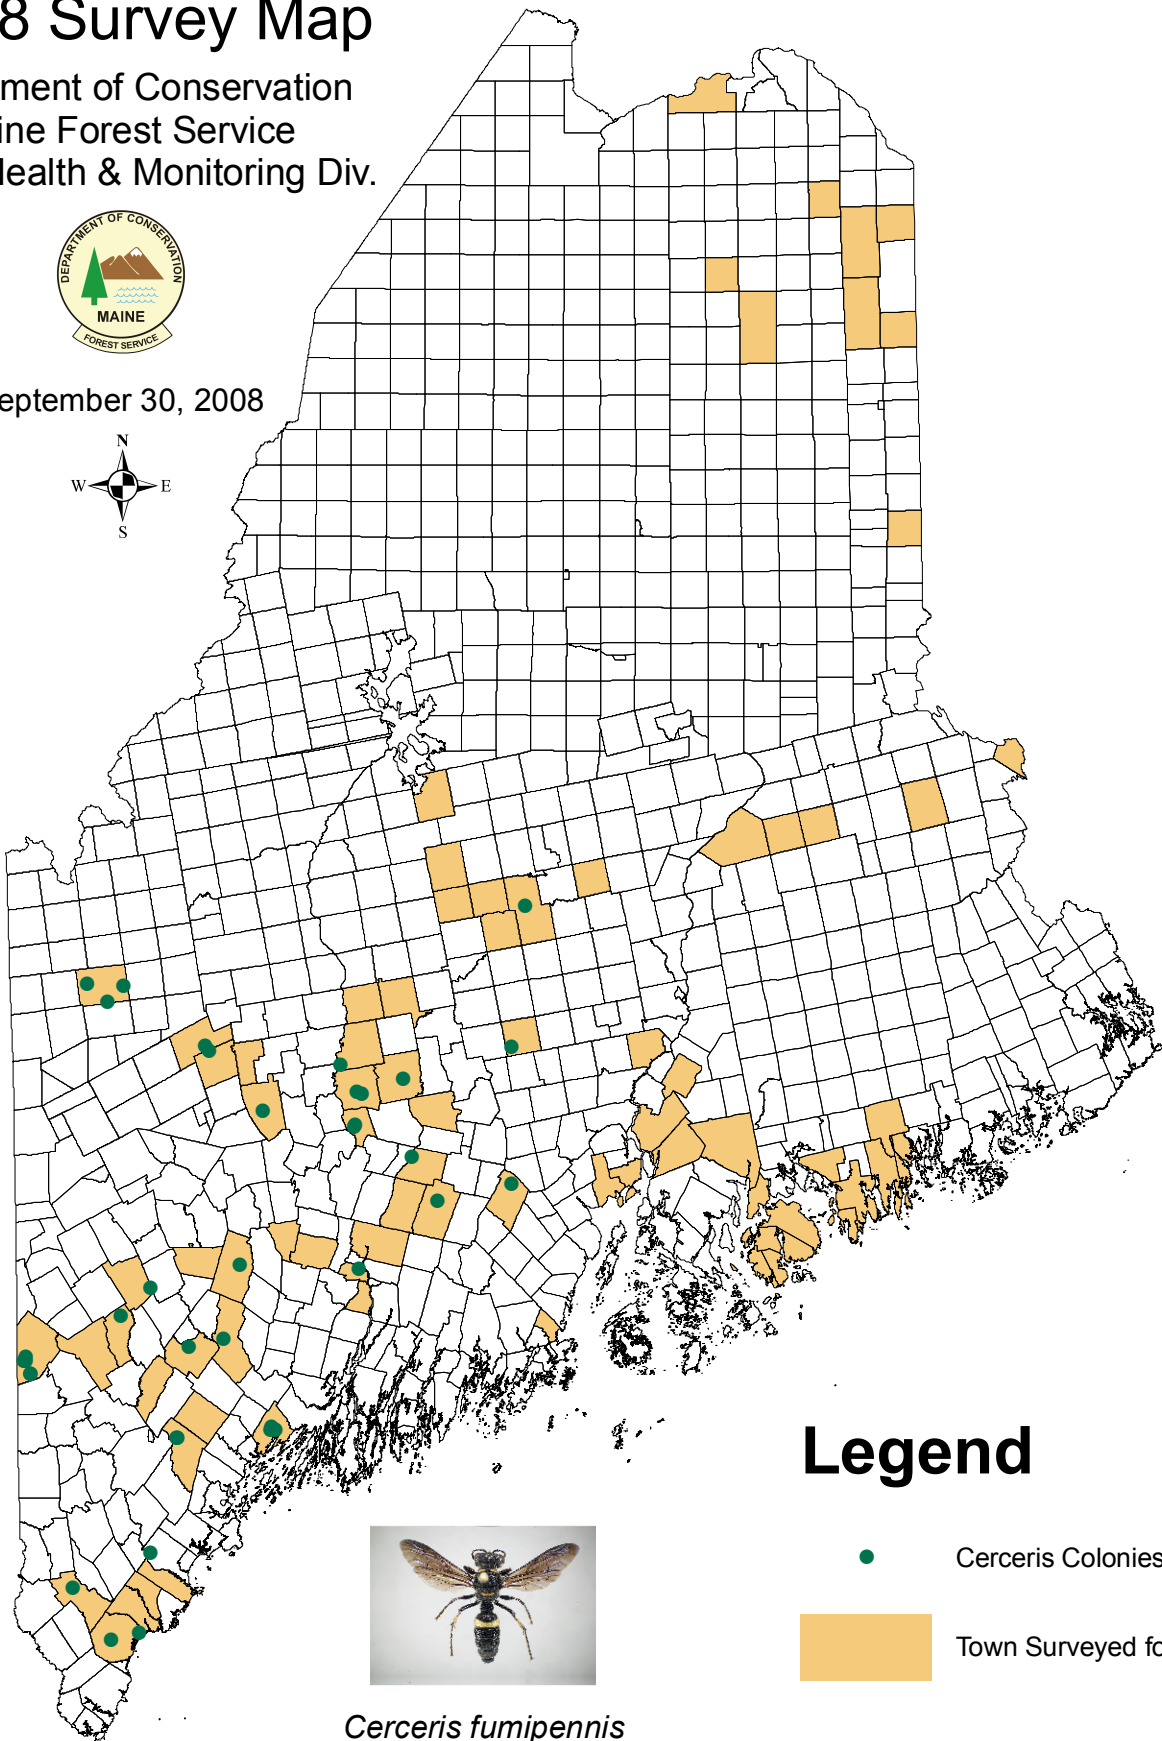 8 Survey Map
ment of Conservation
ine Forest Service
Health & Monitoring Div.
DEPARTMENT OF CONSERVATION
MAINE
FOREST SERVICE
eptember 30, 2008
N
W E
S
Legend
Cerceris Colonies
Town Surveyed fo
Cerceris fumipennis